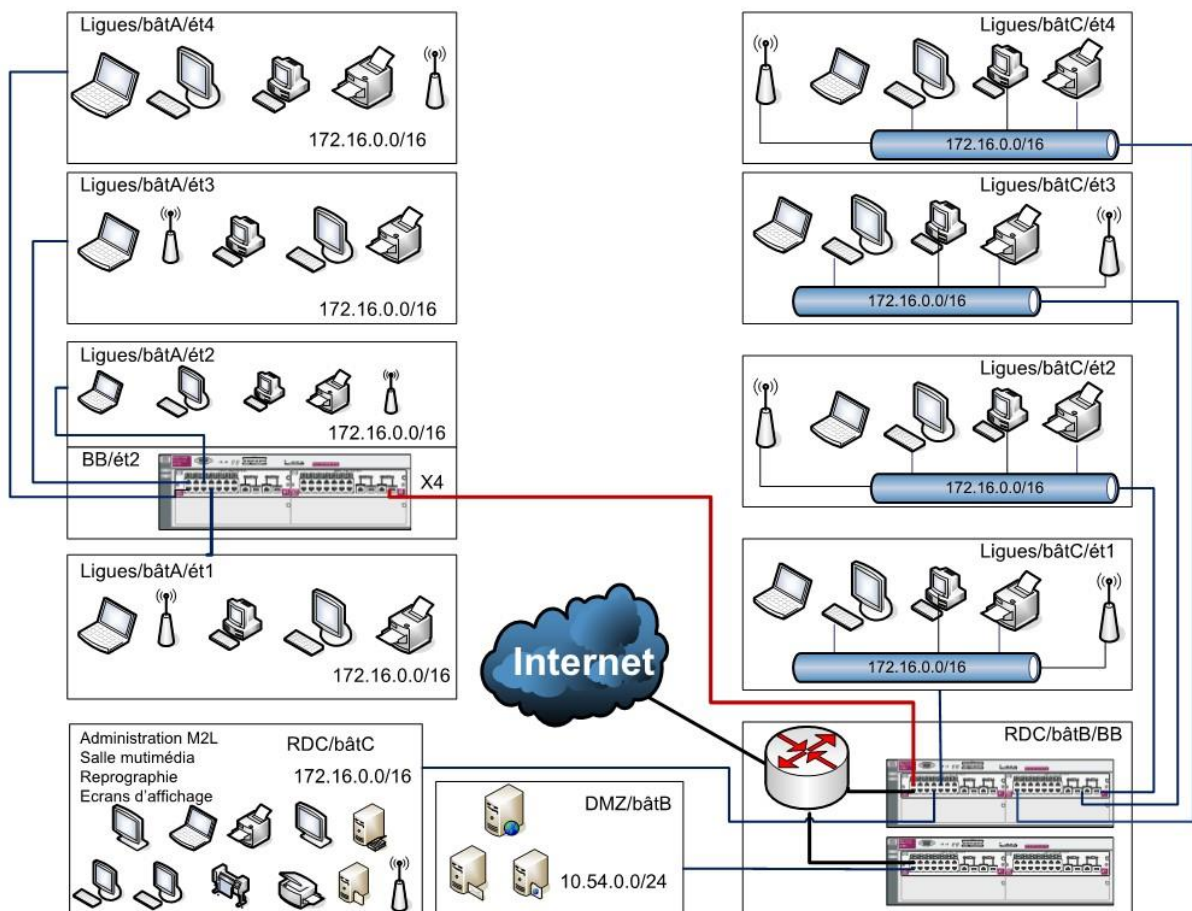 Ligues/bâtA/ét4
172.16.0.0/16
Ligues/bâtC/ét4
172.16.0.0/16
Ligues/bâtA/ét3
172.16.0.0/16
Ligues/bâtC/ét3
172.16.0.0/16
Ligues/bâtA/ét2
172.16.0.0/16
BB/ét2
X4
Ligues/bâtC/ét2
172.16.0.0/16
Ligues/bâtA/ét1
172.16.0.0/16
Ligues/bâtC/ét1
172.16.0.0/16
Internet
Administration M2L
Salle mutimédia
Reprographie
Ecrans d'affichage
RDC/bâtC
172.16.0.0/16
DMZ/bâtB
10.54.0.0/24
RDC/bâtB/BB